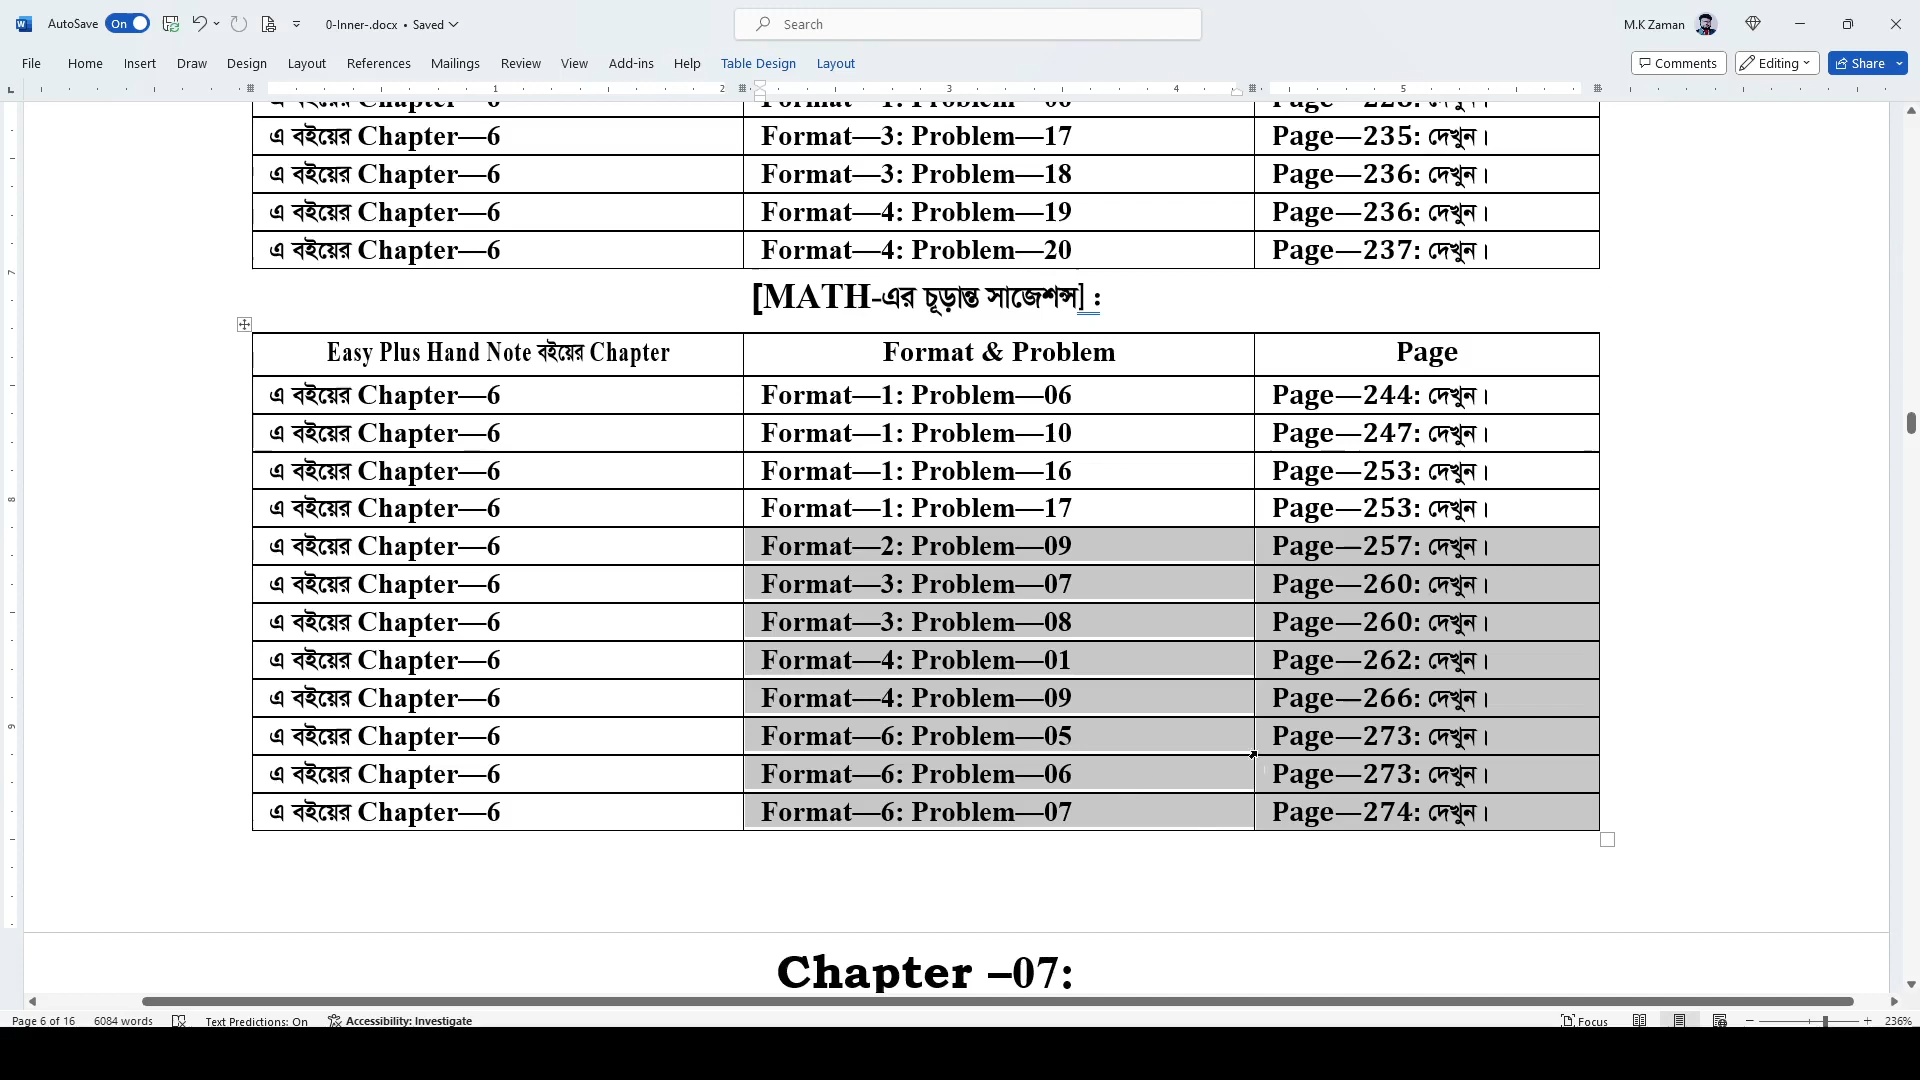 AutoSave On 0-Inner-.docx • Saved Search M.K Zaman
File Home Insert Draw Design Layout References Mailings Review View Add-ins Help Table Design Layout Comments Editing Share
1 2 3 4 5
এ বইয়ের Chapter—6 Format—3: Problem—17 Page—235: দেখুন।
এ বইয়ের Chapter—6 Format—3: Problem—18 Page—236: দেখুন।
এ বইয়ের Chapter—6 Format—4: Problem—19 Page—236: দেখুন।
এ বইয়ের Chapter—6 Format—4: Problem—20 Page—237: দেখুন।
[MATH-এর চূড়ান্ত সাজেশন্স] :
Easy Plus Hand Note বইয়ের Chapter Format & Problem Page
এ বইয়ের Chapter—6 Format—1: Problem—06 Page—244: দেখুন।
এ বইয়ের Chapter—6 Format—1: Problem—10 Page—247: দেখুন।
এ বইয়ের Chapter—6 Format—1: Problem—16 Page—253: দেখুন।
এ বইয়ের Chapter—6 Format—1: Problem—17 Page—253: দেখুন।
এ বইয়ের Chapter—6 Format—2: Problem—09 Page—257: দেখুন।
এ বইয়ের Chapter—6 Format—3: Problem—07 Page—260: দেখুন।
এ বইয়ের Chapter—6 Format—3: Problem—08 Page—260: দেখুন।
এ বইয়ের Chapter—6 Format—4: Problem—01 Page—262: দেখুন।
এ বইয়ের Chapter—6 Format—4: Problem—09 Page—266: দেখুন।
এ বইয়ের Chapter—6 Format—6: Problem—05 Page—273: দেখুন।
এ বইয়ের Chapter—6 Format—6: Problem—06 Page—273: দেখুন।
এ বইয়ের Chapter—6 Format—6: Problem—07 Page—274: দেখুন।
Chapter –07:
Page 6 of 16 6084 words Text Predictions: On Accessibility: Investigate Focus 236%